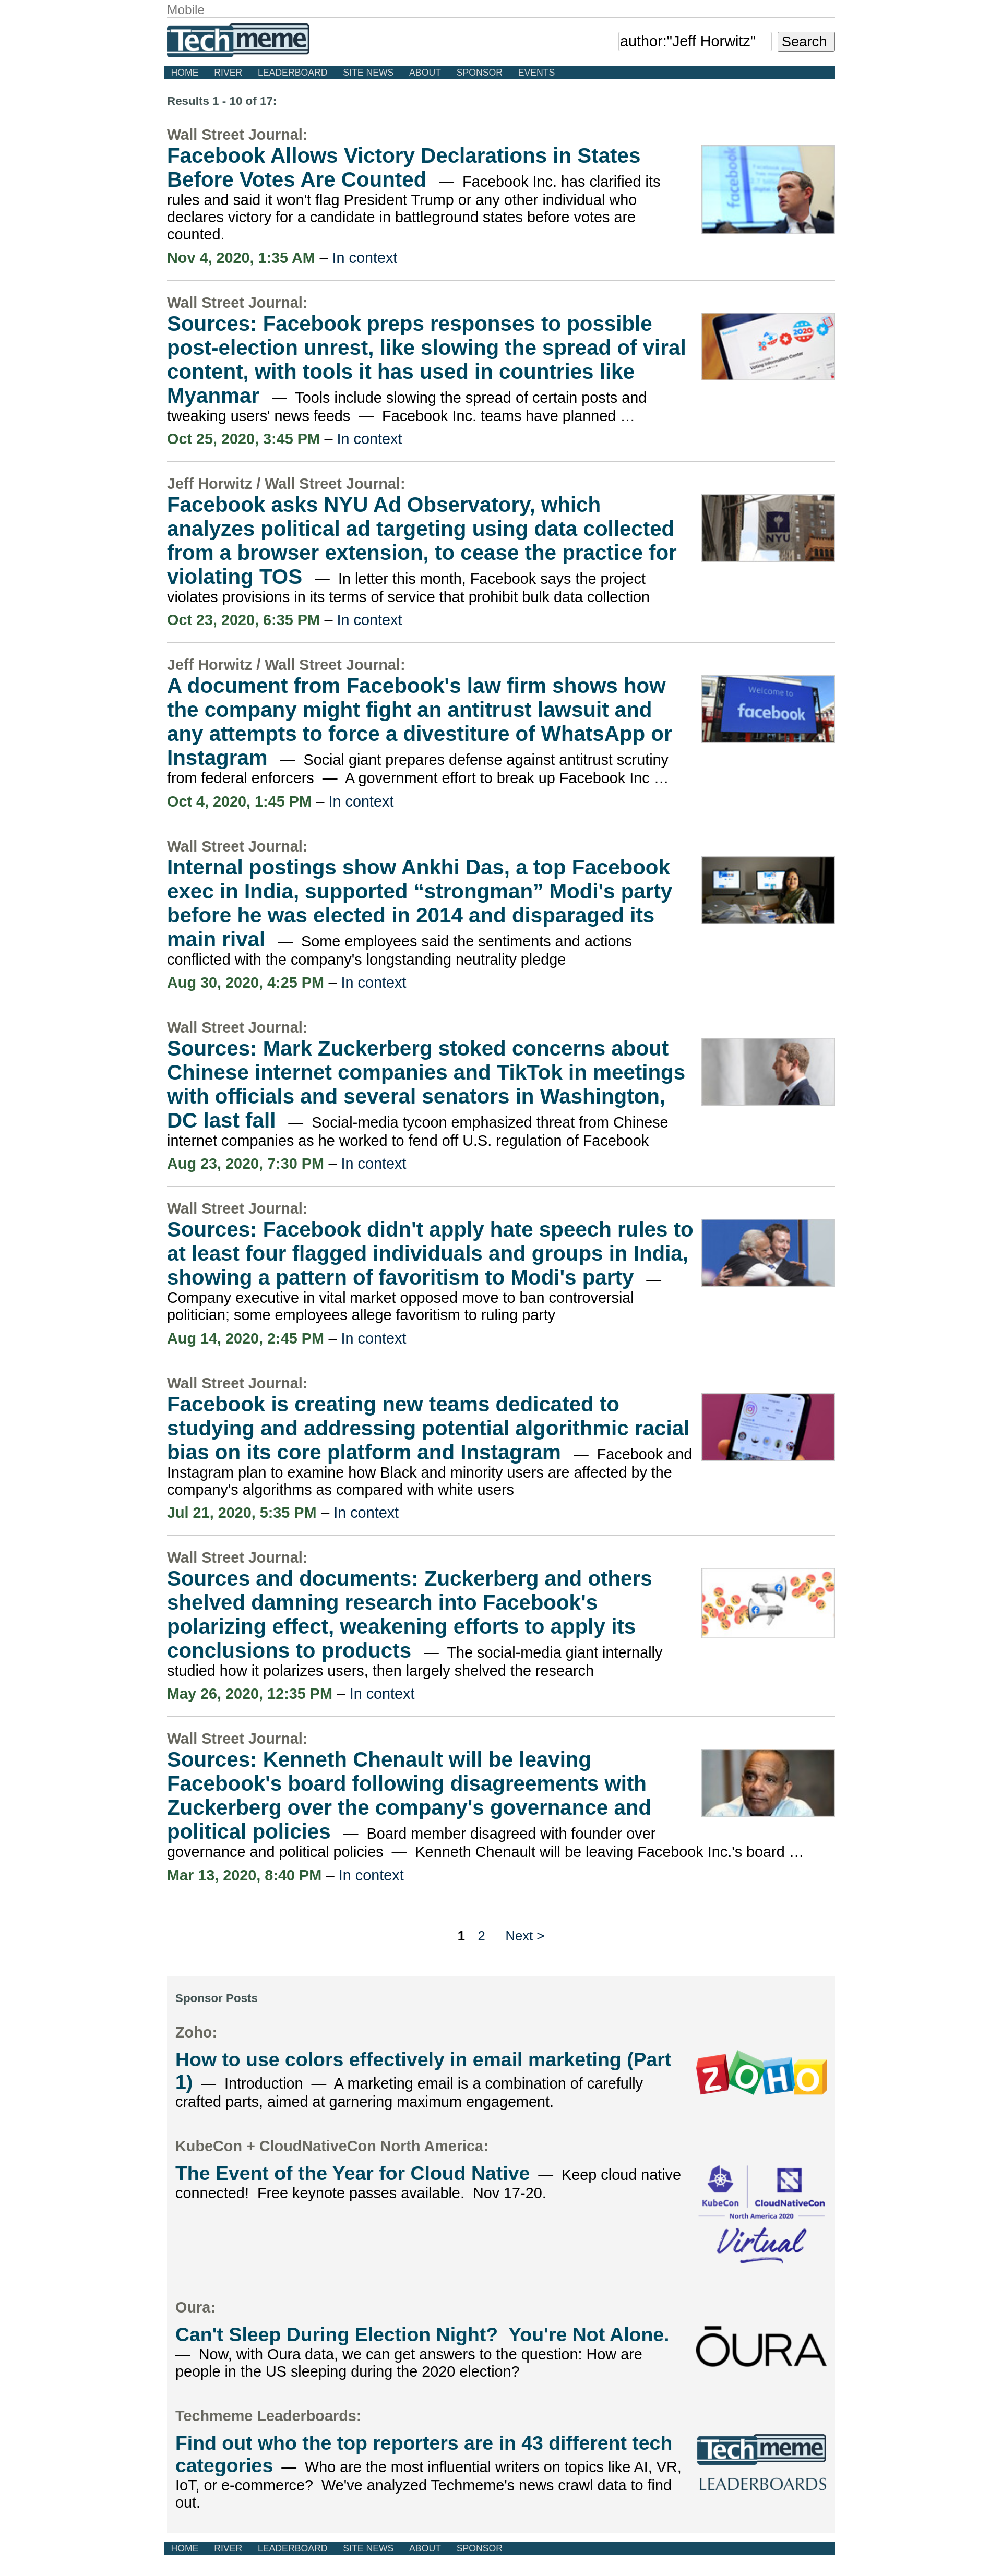 Mobile
Techmeme
author:"Jeff Horwitz" Search
HOME RIVER LEADERBOARD SITE NEWS ABOUT SPONSOR EVENTS
Results 1 - 10 of 17:
Wall Street Journal:
Facebook Allows Victory Declarations in States
Before Votes Are Counted — Facebook Inc. has clarified its
rules and said it won't flag President Trump or any other individual who
declares victory for a candidate in battleground states before votes are
counted.
Nov 4, 2020, 1:35 AM – In context
Wall Street Journal:
Sources: Facebook preps responses to possible
post-election unrest, like slowing the spread of viral
content, with tools it has used in countries like
Myanmar — Tools include slowing the spread of certain posts and
tweaking users' news feeds — Facebook Inc. teams have planned …
Oct 25, 2020, 3:45 PM – In context
Jeff Horwitz / Wall Street Journal:
Facebook asks NYU Ad Observatory, which
analyzes political ad targeting using data collected
from a browser extension, to cease the practice for
violating TOS — In letter this month, Facebook says the project
violates provisions in its terms of service that prohibit bulk data collection
NYU
Oct 23, 2020, 6:35 PM – In context
Jeff Horwitz / Wall Street Journal:
A document from Facebook's law firm shows how
the company might fight an antitrust lawsuit and
any attempts to force a divestiture of WhatsApp or
Instagram — Social giant prepares defense against antitrust scrutiny
from federal enforcers — A government effort to break up Facebook Inc …
Welcome to
facebook
Oct 4, 2020, 1:45 PM – In context
Wall Street Journal:
Internal postings show Ankhi Das, a top Facebook
exec in India, supported “strongman” Modi's party
before he was elected in 2014 and disparaged its
main rival — Some employees said the sentiments and actions
conflicted with the company's longstanding neutrality pledge
Aug 30, 2020, 4:25 PM – In context
Wall Street Journal:
Sources: Mark Zuckerberg stoked concerns about
Chinese internet companies and TikTok in meetings
with officials and several senators in Washington,
DC last fall — Social-media tycoon emphasized threat from Chinese
internet companies as he worked to fend off U.S. regulation of Facebook
Aug 23, 2020, 7:30 PM – In context
Wall Street Journal:
Sources: Facebook didn't apply hate speech rules to
at least four flagged individuals and groups in India,
showing a pattern of favoritism to Modi's party —
Company executive in vital market opposed move to ban controversial
politician; some employees allege favoritism to ruling party
Aug 14, 2020, 2:45 PM – In context
Wall Street Journal:
Facebook is creating new teams dedicated to
studying and addressing potential algorithmic racial
bias on its core platform and Instagram — Facebook and
Instagram plan to examine how Black and minority users are affected by the
company's algorithms as compared with white users
Jul 21, 2020, 5:35 PM – In context
Wall Street Journal:
Sources and documents: Zuckerberg and others
shelved damning research into Facebook's
polarizing effect, weakening efforts to apply its
conclusions to products — The social-media giant internally
studied how it polarizes users, then largely shelved the research
May 26, 2020, 12:35 PM – In context
Wall Street Journal:
Sources: Kenneth Chenault will be leaving
Facebook's board following disagreements with
Zuckerberg over the company's governance and
political policies — Board member disagreed with founder over
governance and political policies — Kenneth Chenault will be leaving Facebook Inc.'s board …
Mar 13, 2020, 8:40 PM – In context
1 2 Next >
Sponsor Posts
Zoho:
How to use colors effectively in email marketing (Part
1) — Introduction — A marketing email is a combination of carefully
crafted parts, aimed at garnering maximum engagement.
ZOHO
KubeCon + CloudNativeCon North America:
The Event of the Year for Cloud Native — Keep cloud native
connected! Free keynote passes available. Nov 17-20.
KubeCon CloudNativeCon
North America 2020
Virtual
Oura:
Can't Sleep During Election Night? You're Not Alone.
— Now, with Oura data, we can get answers to the question: How are
people in the US sleeping during the 2020 election?
ŌURA
Techmeme Leaderboards:
Find out who the top reporters are in 43 different tech
categories — Who are the most influential writers on topics like AI, VR,
IoT, or e-commerce? We've analyzed Techmeme's news crawl data to find
out.
Techmeme
LEADERBOARDS
HOME RIVER LEADERBOARD SITE NEWS ABOUT SPONSOR